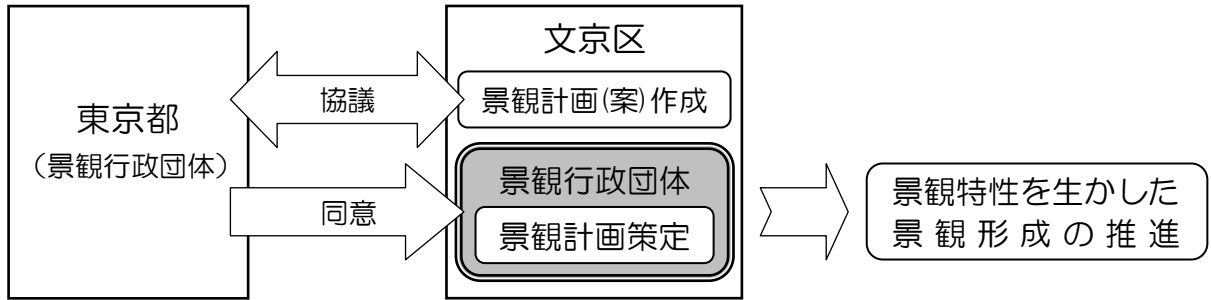 東京都
（景観行政団体）
協議
同意
文京区
景観計画(案)作成
景観行政団体
景観計画策定
景観特性を生かした
景観形成の推進